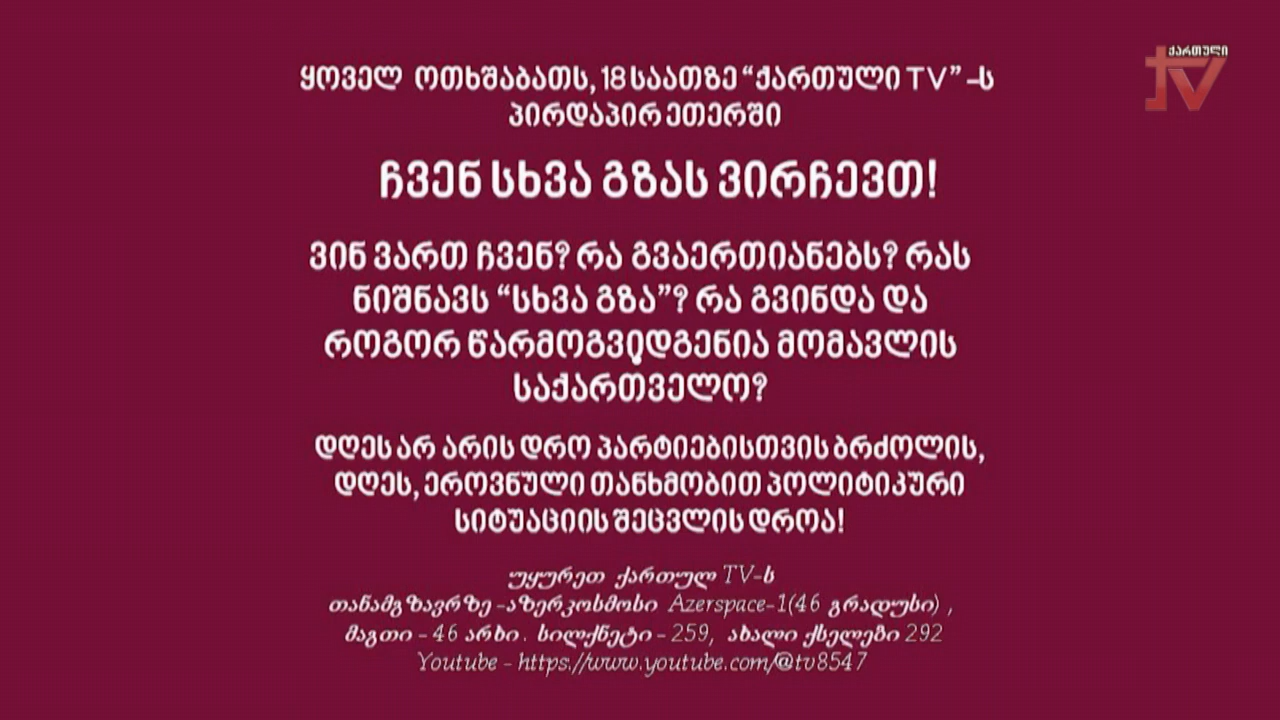 ქართული
TV
ყოველ ოთხშაბათს, 18 საათზე “ქართული TV” –ს
პირდაპირ ეთერში
ჩვენ სხვა გზას ვირჩევთ!
ვინ ვართ ჩვენ? რა გვაერთიანებს? რას
ნიშნავს “სხვა გზა”? რა გვინდა და
როგორ წარმოგვიდგენია მომავლის
საქართველო?
დღეს არ არის დრო პარტიებისთვის ბრძოლის,
დღეს, ეროვნული თანხმობით პოლიტიკური
სიტუაციის შეცვლის დროა!
უყურეთ ქართულ TV-ს
თანამგზავრზე -აზერკოსმოსი Azerspace-1(46 გრადუსი) ,
მაგთი - 46 არხი . სილქნეტი - 259, ახალი ქსელები 292
Youtube - https://www.youtube.com/@tv8547